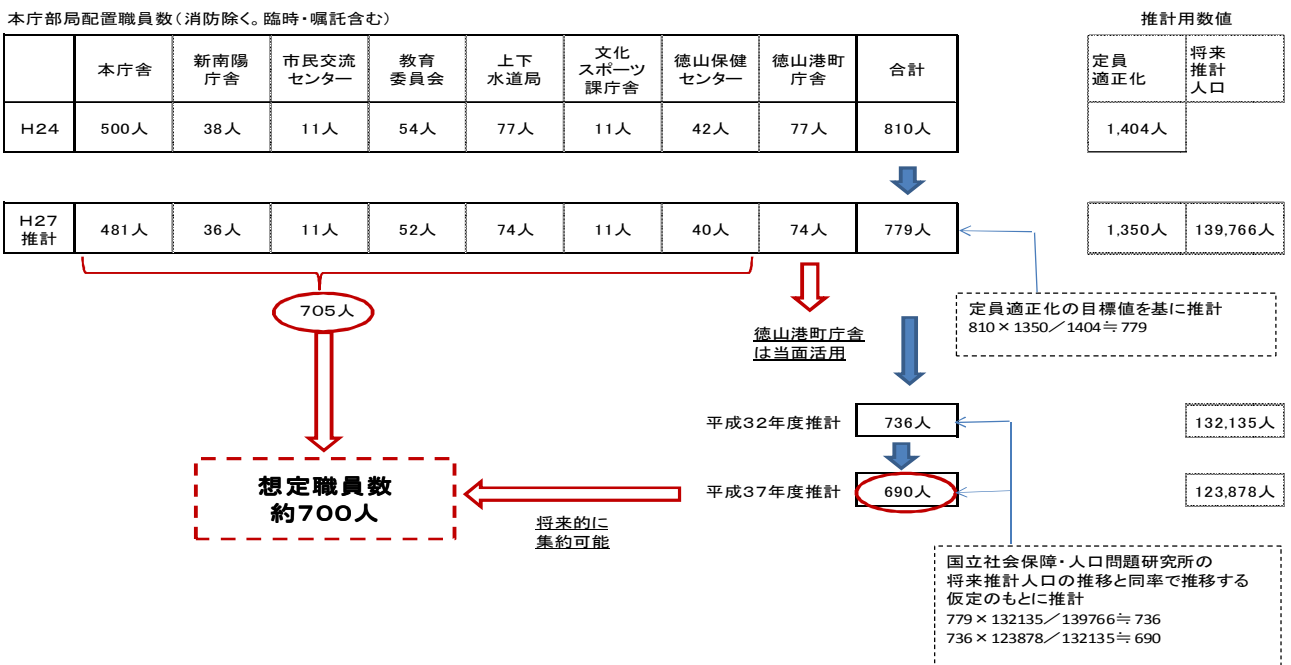 本庁部局配置職員数（消防除く。臨時・嘱託含む）
推計用数値
本庁舎
新南陽
庁舎
市民交流
センター
教育
委員会
上下
水道局
文化
スポーツ
課庁舎
徳山保健
センター
徳山港町
庁舎
合計
定員
適正化
将来
推計
人口
H24 500人 38人 11人 54人 77人 11人 42人 77人 810人 1,404人
H27
推計
481人 36人 11人 52人 74人 11人 40人 74人 779人 1,350人 139,766人
705人
徳山港町庁舎
は当面活用
定員適正化の目標値を基に推計
810×1350／1404≒779
平成32年度推計 736人 132,135人
平成37年度推計 690人 123,878人
想定職員数
約700人
将来的に
集約可能
国立社会保障・人口問題研究所の
将来推計人口の推移と同率で推移する
仮定のもとに推計
779×132135／139766≒736
736×123878／132135≒690